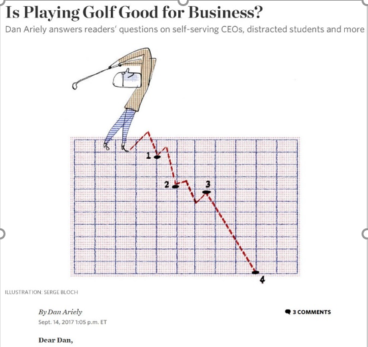 Is Playing Golf Good for Business?
Dan Ariely answers readers' questions on self-serving CEOs, distracted students and more
1
2
3
4
ILLUSTRATION: SERGE BLOCH
By Dan Ariely
3 COMMENTS
Sept. 14, 2017 1:05 p.m. ET
Dear Dan,